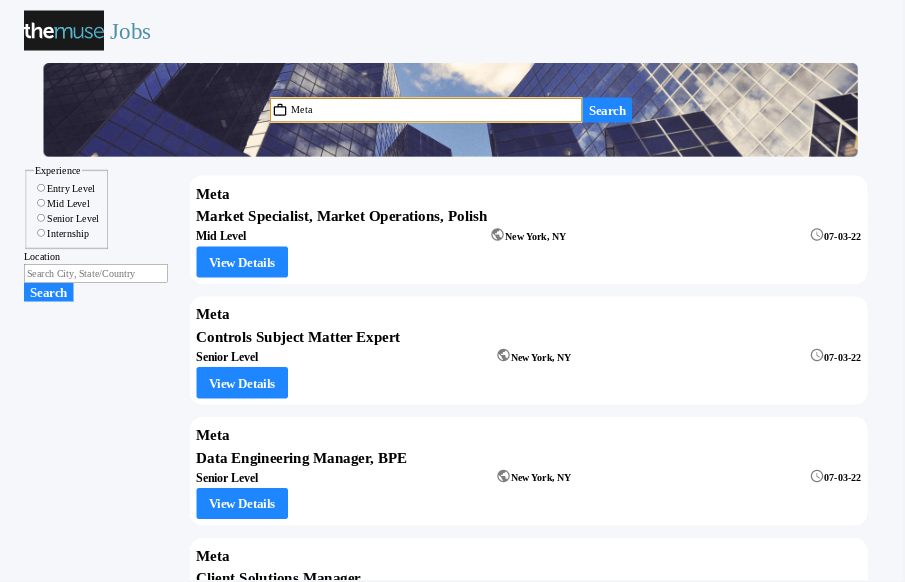 themuse Jobs
Meta
Search
Experience
Entry Level
Mid Level
Senior Level
Internship
Location
Search City, State/Country
Search
Meta
Market Specialist, Market Operations, Polish
Mid Level New York, NY 07-03-22
View Details
Meta
Controls Subject Matter Expert
Senior Level New York, NY 07-03-22
View Details
Meta
Data Engineering Manager, BPE
Senior Level New York, NY 07-03-22
View Details
Meta
Client Solutions Manager